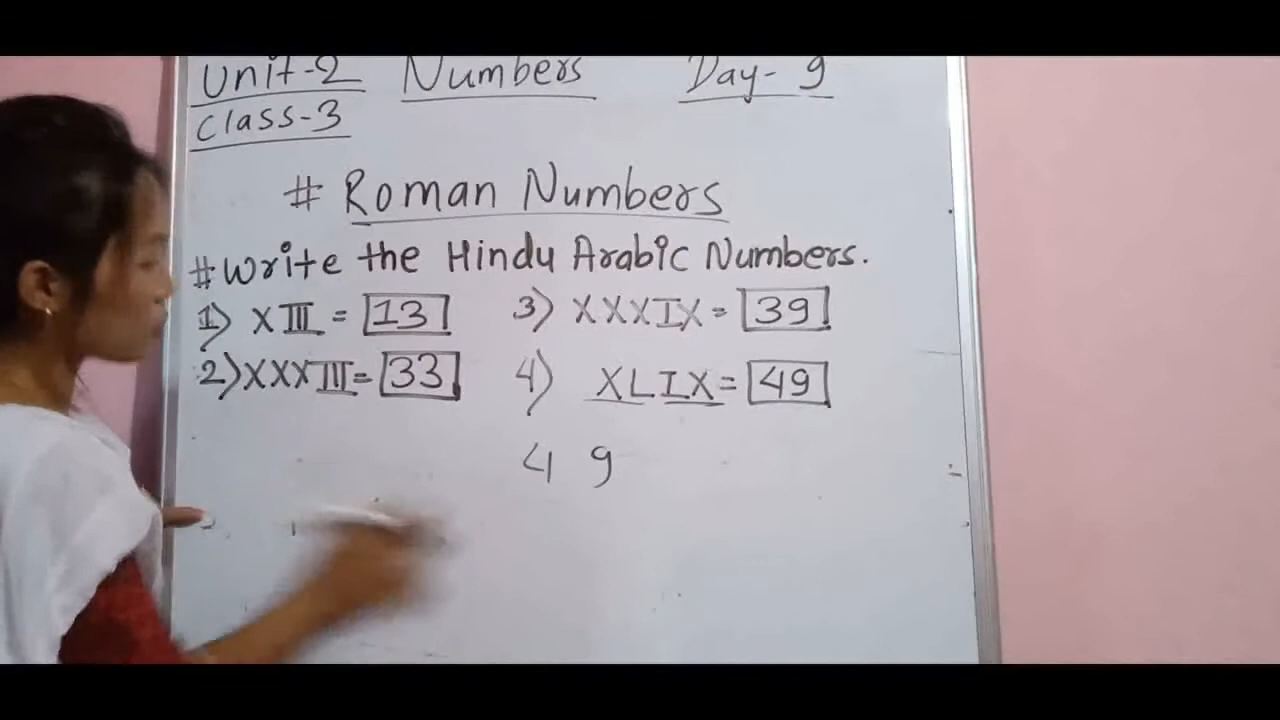 Unit-2 Numbers Day-9
Class-3
# Roman Numbers
#Write the Hindu Arabic Numbers.
1) XIII = 13 3) XXXIX = 39
2) XXXIII = 33 4) XLIX = 49
4 9